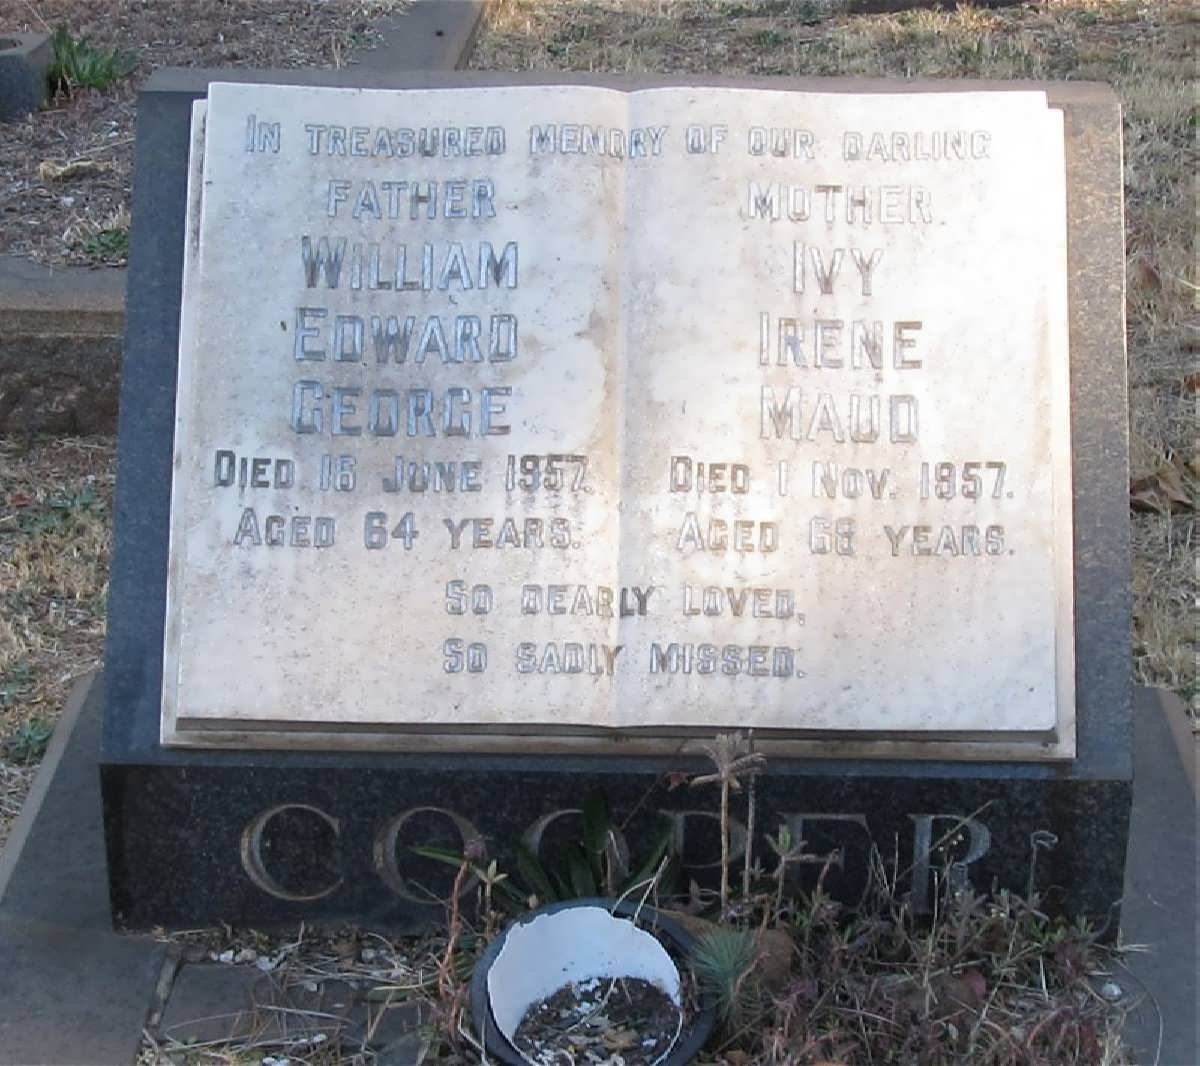 IN TREASURED MEMORY OF OUR DARLING
FATHER
WILLIAM
EDWARD
GEORGE
DIED 16 JUNE 1957.
AGED 64 YEARS.
MOTHER
IVY
IRENE
MAUD
DIED 1 NOV. 1957.
AGED 68 YEARS.
SO DEARLY LOVED,
SO SADLY MISSED.
COOPER